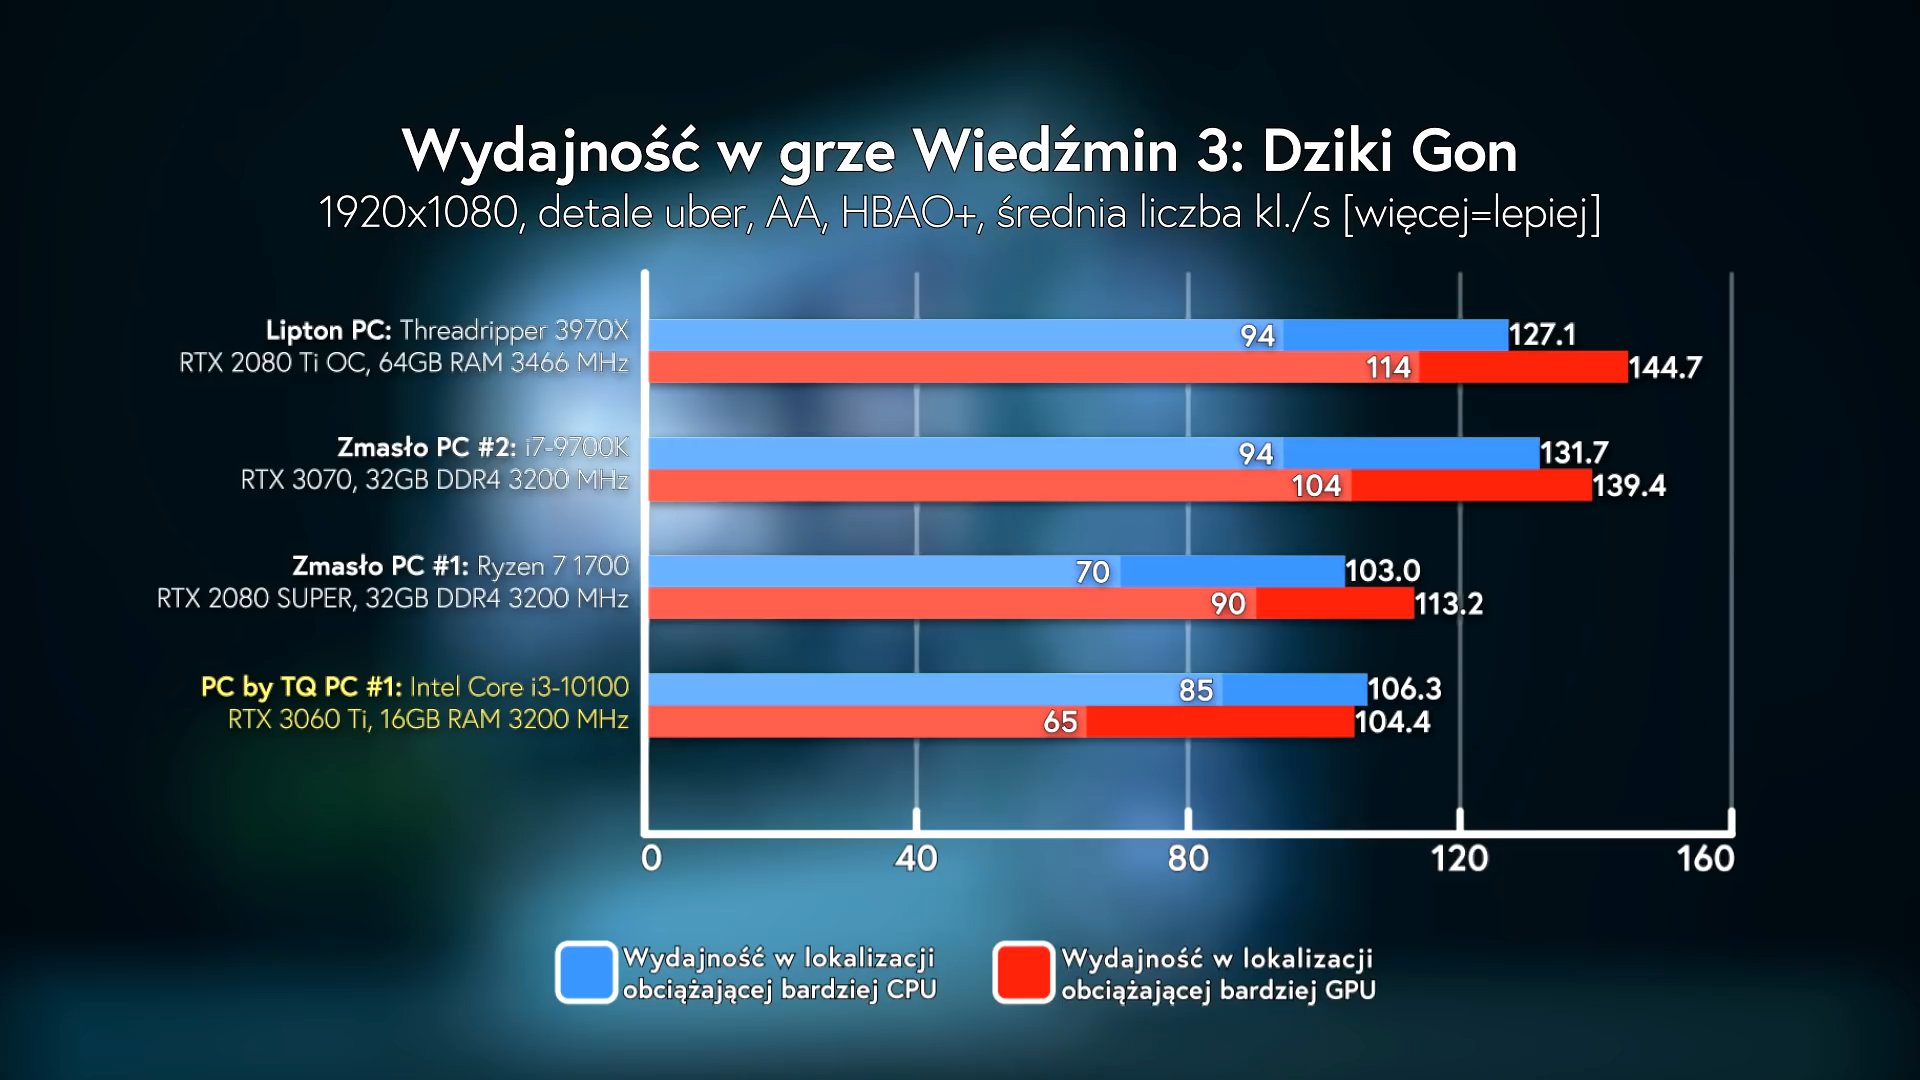 Wydajność w grze Wiedźmin 3: Dziki Gon
1920x1080, detale uber, AA, HBAO+, średnia liczba kl./s [więcej=lepiej]
Lipton PC: Threadripper 3970X
RTX 2080 Ti OC, 64GB RAM 3466 MHz
94 127.1
114 144.7
Zmasło PC #2: i7-9700K
RTX 3070, 32GB DDR4 3200 MHz
94 131.7
104 139.4
Zmasło PC #1: Ryzen 7 1700
RTX 2080 SUPER, 32GB DDR4 3200 MHz
70 103.0
90 113.2
PC by TQ PC #1: Intel Core i3-10100
RTX 3060 Ti, 16GB RAM 3200 MHz
85 106.3
65 104.4
0 40 80 120 160
Wydajność w lokalizacji
obciążającej bardziej CPU
Wydajność w lokalizacji
obciążającej bardziej GPU